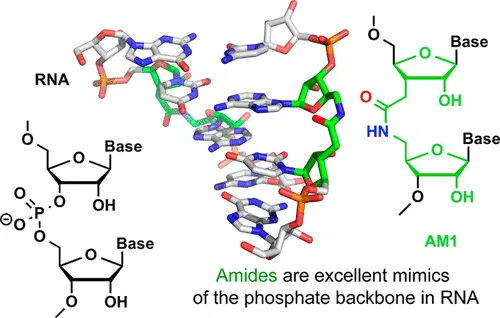 RNA
O
Base
O
O
OH
O
P
O
⊖
O
O
Base
O
OH
O
O
Base
O
OH
HN
O
Base
O
OH
AM1
Amides are excellent mimics
of the phosphate backbone in RNA